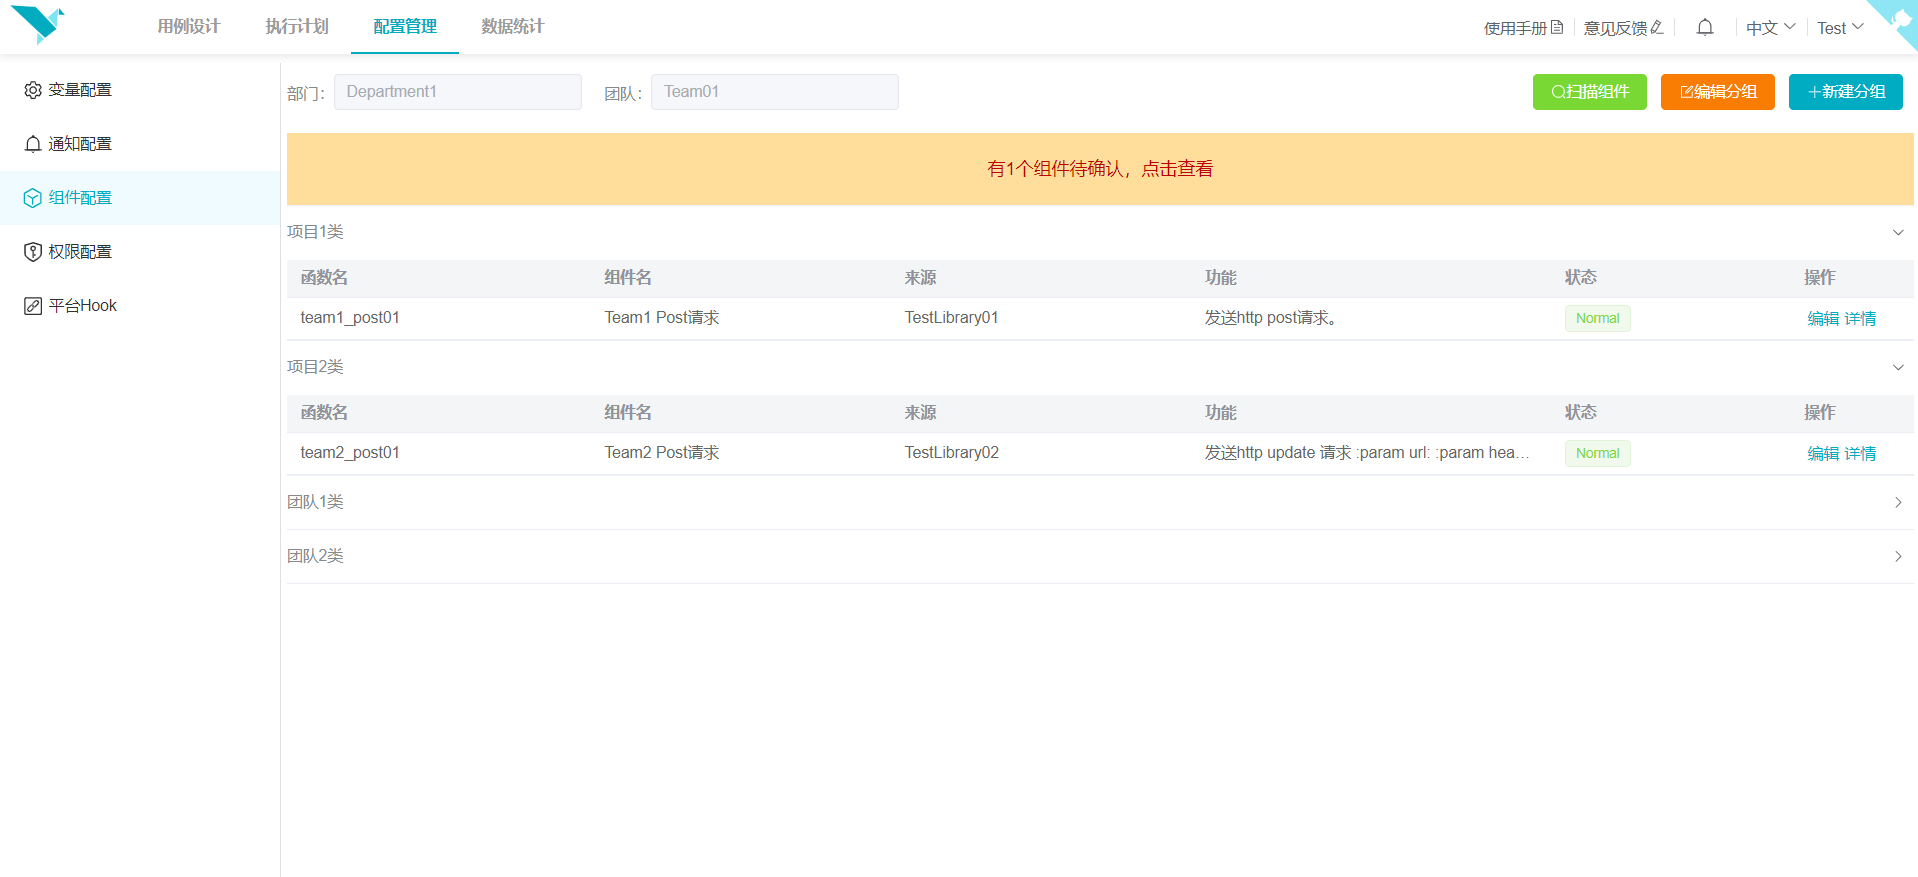 用例设计 执行计划 配置管理 数据统计 使用手册 意见反馈 中文 Test
变量配置
通知配置
组件配置
权限配置
平台Hook
部门： Department1 团队： Team01 扫描组件 编辑分组 新建分组
有1个组件待确认，点击查看
项目1类
函数名 组件名 来源 功能 状态 操作
team1_post01 Team1 Post请求 TestLibrary01 发送http post请求。 Normal 编辑 详情
项目2类
函数名 组件名 来源 功能 状态 操作
team2_post01 Team2 Post请求 TestLibrary02 发送http update 请求 :param url: :param hea... Normal 编辑 详情
团队1类
团队2类